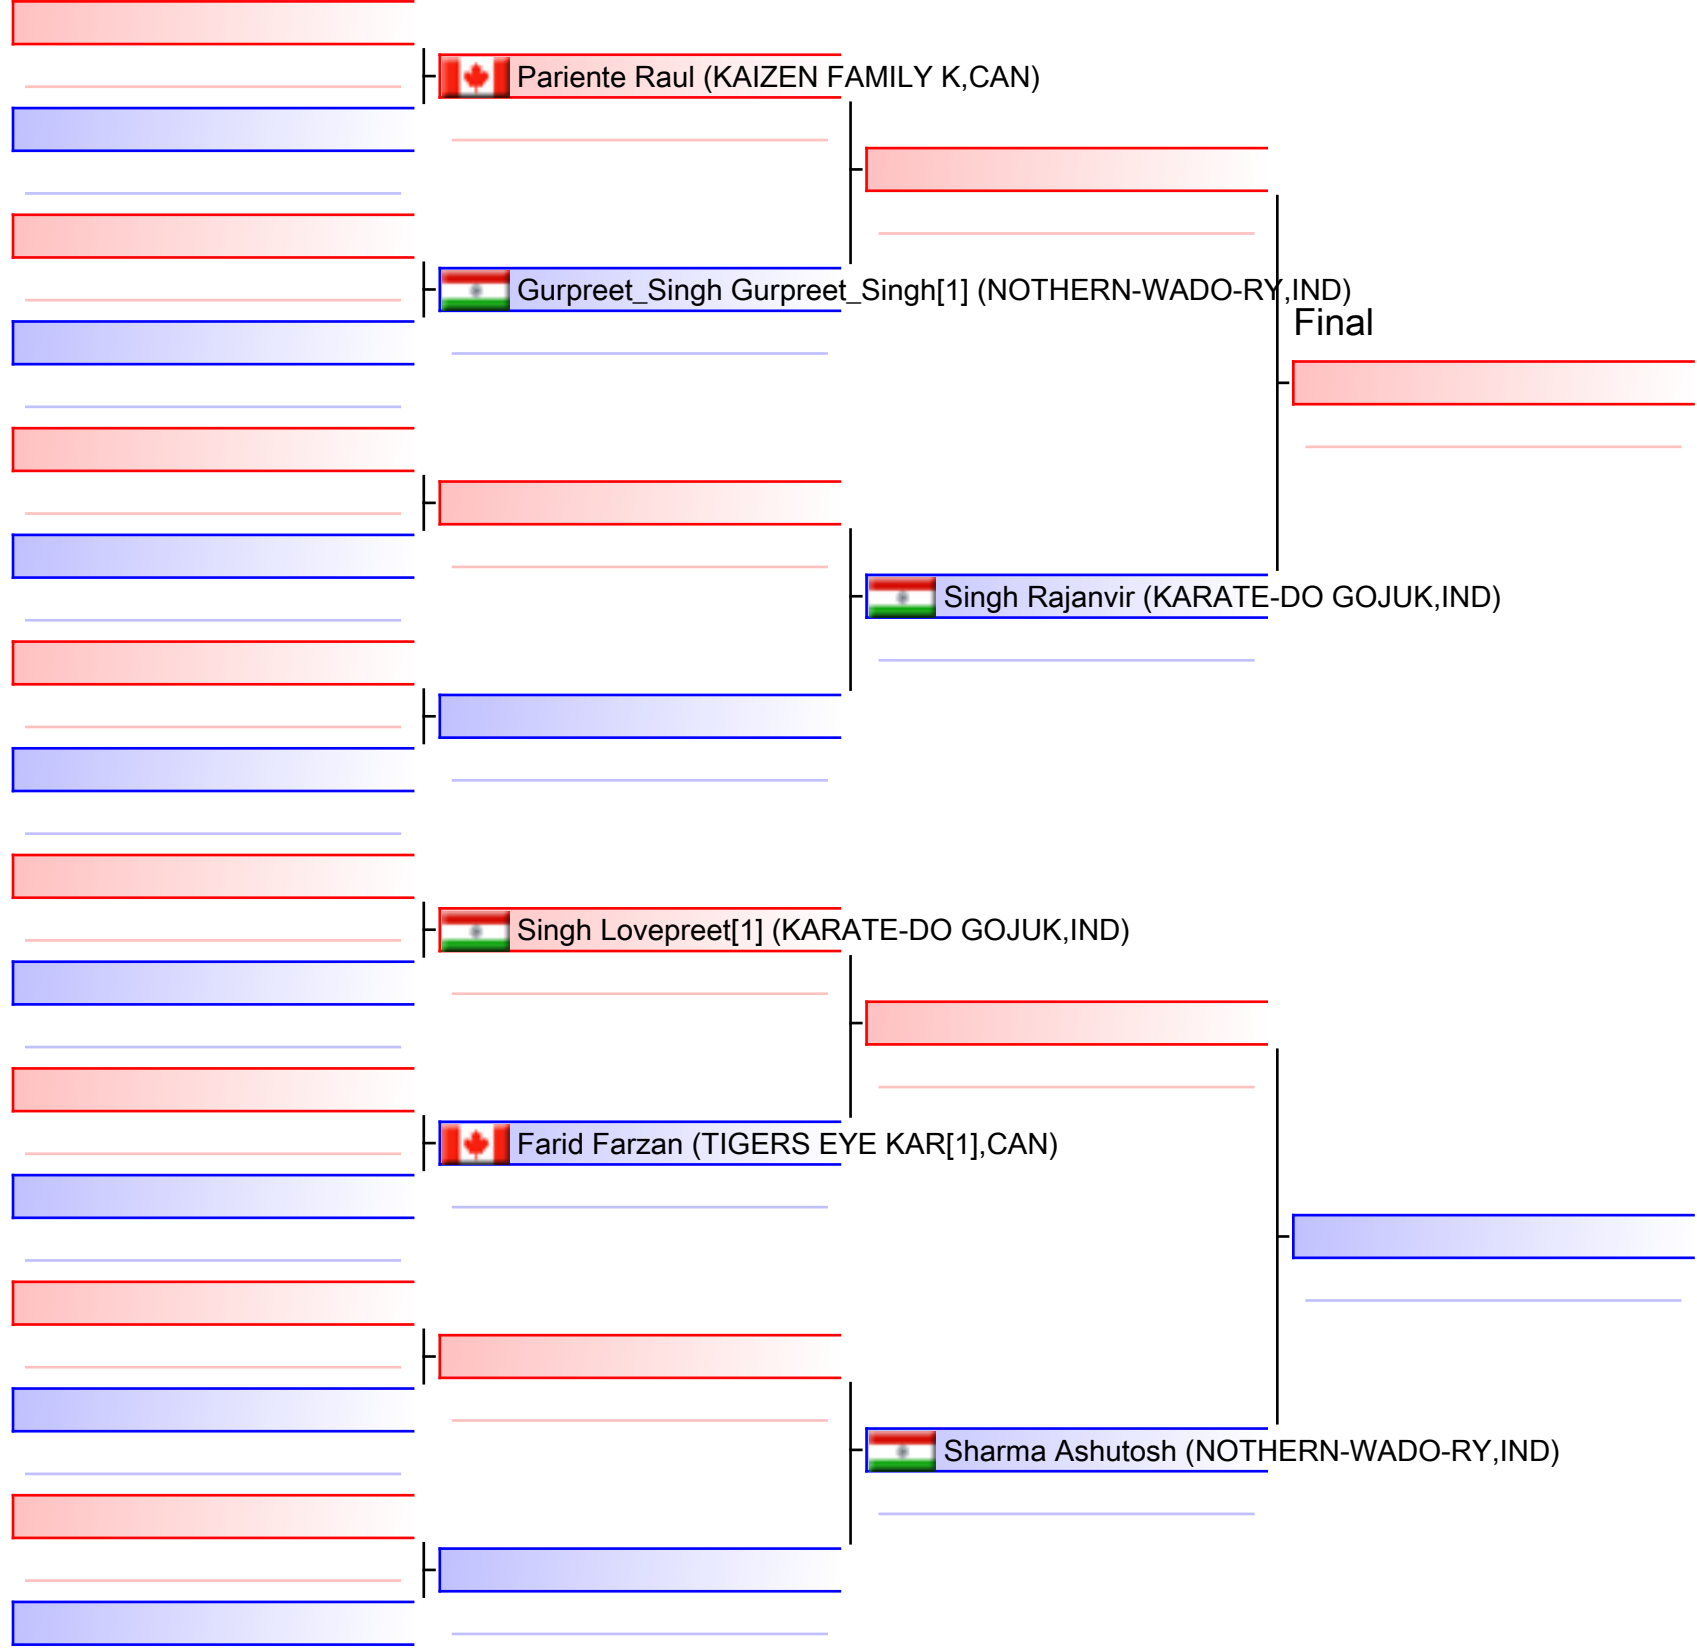 Pariente Raul (KAIZEN FAMILY K,CAN)
Gurpreet_Singh Gurpreet_Singh[1] (NOTHERN-WADO-RY,IND)
Final
Singh Rajanvir (KARATE-DO GOJUK,IND)
Singh Lovepreet[1] (KARATE-DO GOJUK,IND)
Farid Farzan (TIGERS EYE KAR[1],CAN)
Sharma Ashutosh (NOTHERN-WADO-RY,IND)